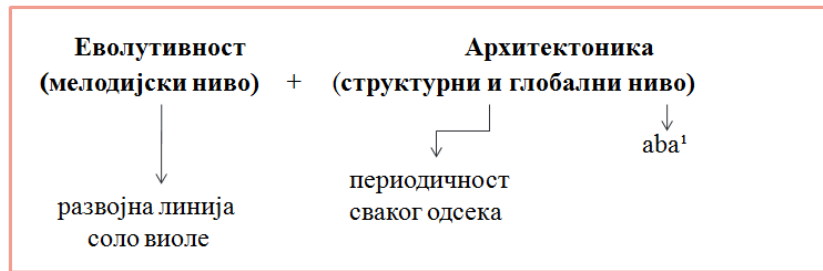 Еволутивност Архитектоника
(мелодијски ниво) + (структурни и глобални ниво)
aba¹
периодичност
сваког одсека
развојна линија
соло виоле